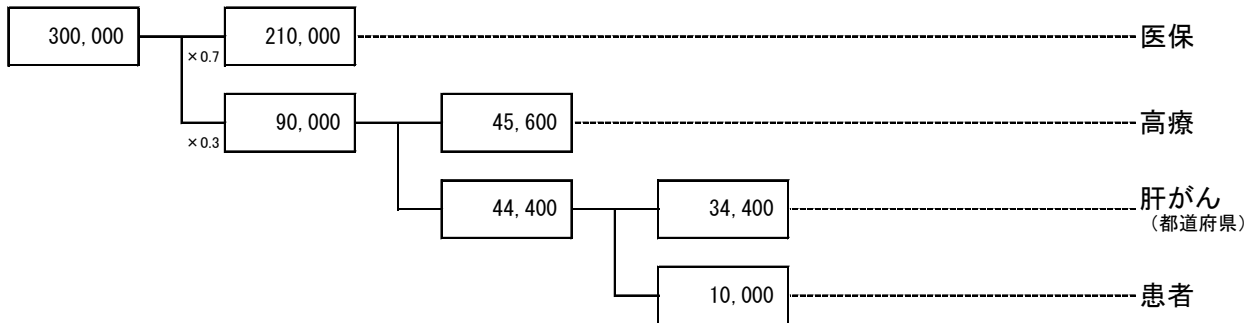 300,000 210,000 医保
×0.7
90,000 45,600 高療
×0.3
44,400 34,400 肝がん
（都道府県）
10,000 患者